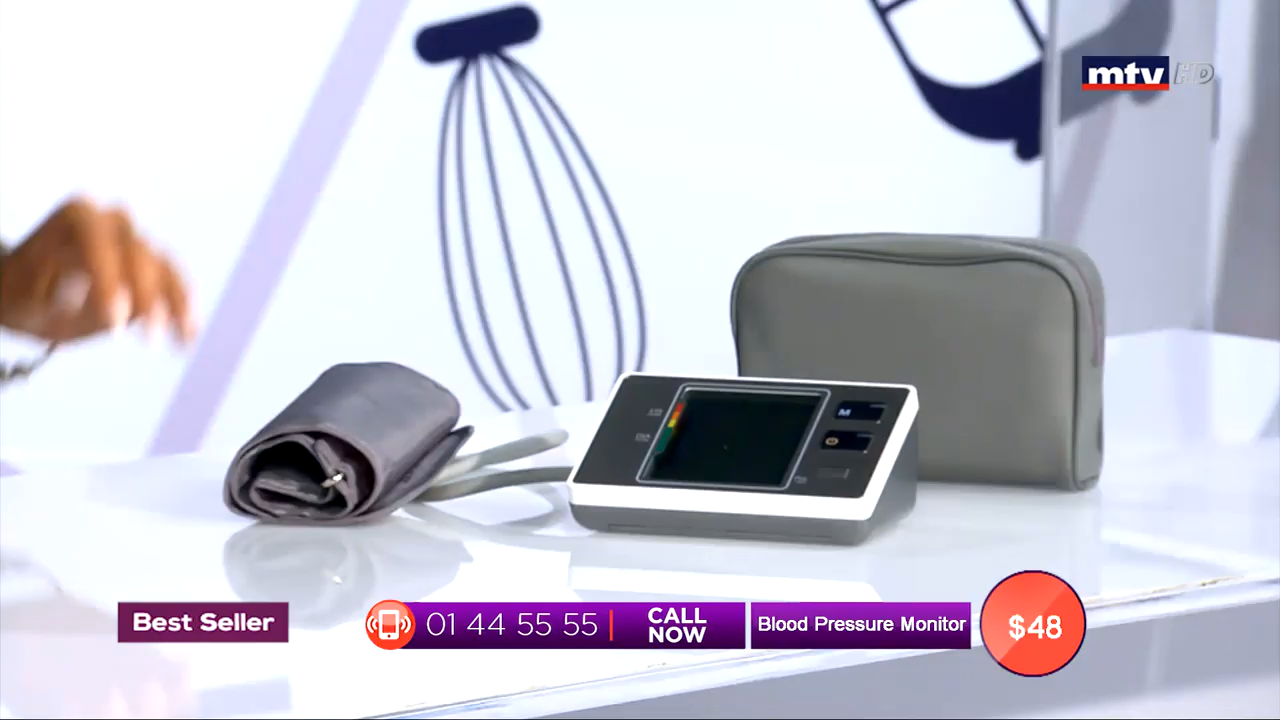 mtv HD
M
Best Seller
01 44 55 55
CALL
NOW
Blood Pressure Monitor
$48